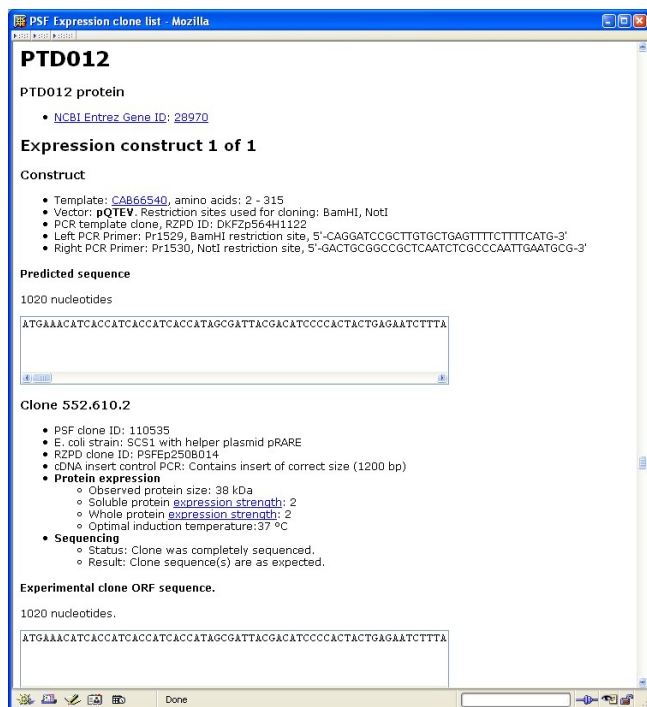 PSF Expression clone list - Mozilla
PTD012
PTD012 protein
• NCBI Entrez Gene ID: 28970
Expression construct 1 of 1
Construct
• Template: CAB66540, amino acids: 2 - 315
• Vector: pQTEV. Restriction sites used for cloning: BamHI, NotI
• PCR template clone, RZPD ID: DKFZp564H1122
• Left PCR Primer: Pr1529, BamHI restriction site, 5'-CAGGATCCGCTTGTGCTGAGTTTTCTTTTCATG-3'
• Right PCR Primer: Pr1530, NotI restriction site, 5'-GACTGCGGCCGCTCAATCTCGCCCAATTGAATGCG-3'
Predicted sequence
1020 nucleotides
ATGAAACATCACCATCACCATCACCATAGCGATTACGACATCCCCACTACTGAGAATCTTTA
Clone 552.610.2
• PSF clone ID: 110535
• E. coli strain: SCS1 with helper plasmid pRARE
• RZPD clone ID: PSFEp250B014
• cDNA insert control PCR: Contains insert of correct size (1200 bp)
• Protein expression
◦ Observed protein size: 38 kDa
◦ Soluble protein expression strength: 2
◦ Whole protein expression strength: 2
◦ Optimal induction temperature:37 ºC
• Sequencing
◦ Status: Clone was completely sequenced.
◦ Result: Clone sequence(s) are as expected.
Experimental clone ORF sequence.
1020 nucleotides.
ATGAAACATCACCATCACCATCACCATAGCGATTACGACATCCCCACTACTGAGAATCTTTA
Done